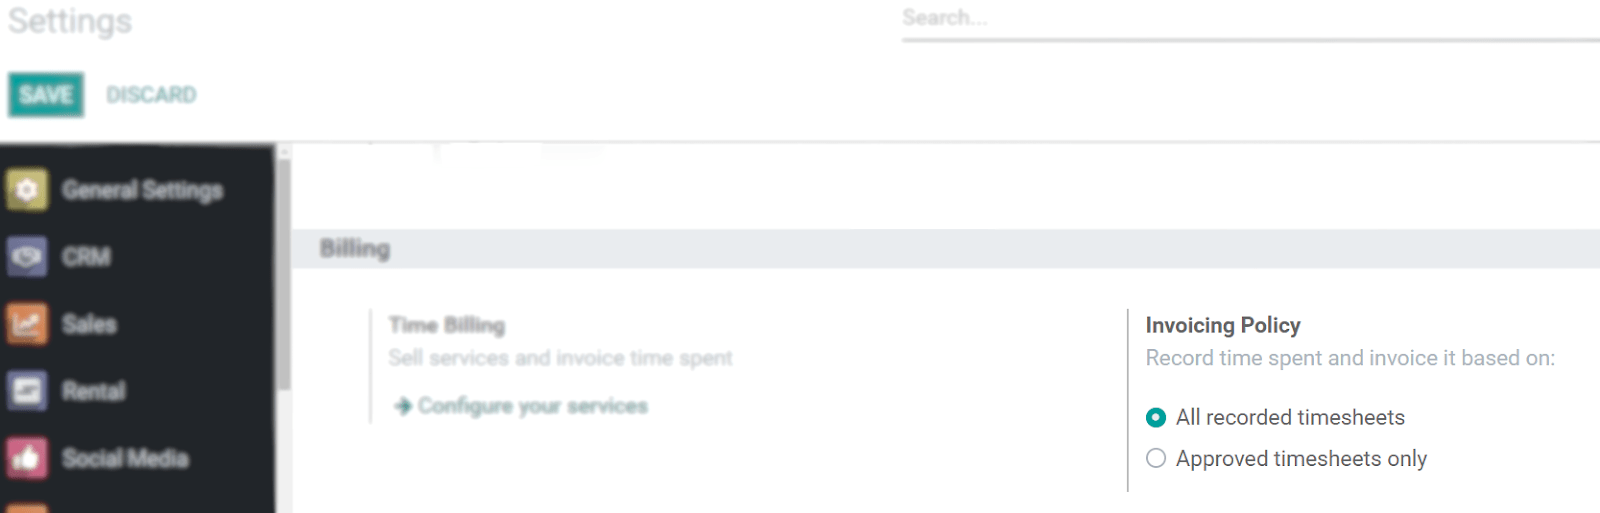 Settings
Search...
SAVE
DISCARD
General Settings
CRM
Sales
Rental
Social Media
Billing
Time Billing
Sell services and invoice time spent
Configure your services
Invoicing Policy
Record time spent and invoice it based on:
All recorded timesheets
Approved timesheets only